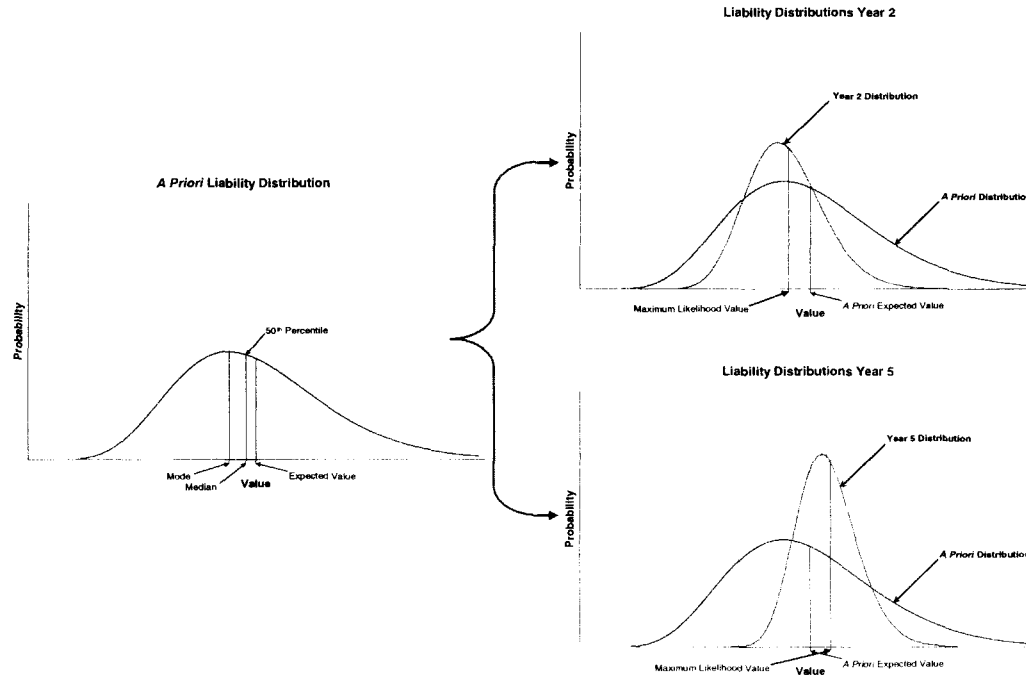 A Priori Liability Distribution
Probability
50th Percentile
Mode
Median
Value
Expected Value
Liability Distributions Year 2
Probability
Year 2 Distribution
A Priori Distribution
Maximum Likelihood Value
Value
A Priori Expected Value
Liability Distributions Year 5
Probability
Year 5 Distribution
A Priori Distribution
Maximum Likelihood Value
Value
A Priori Expected Value